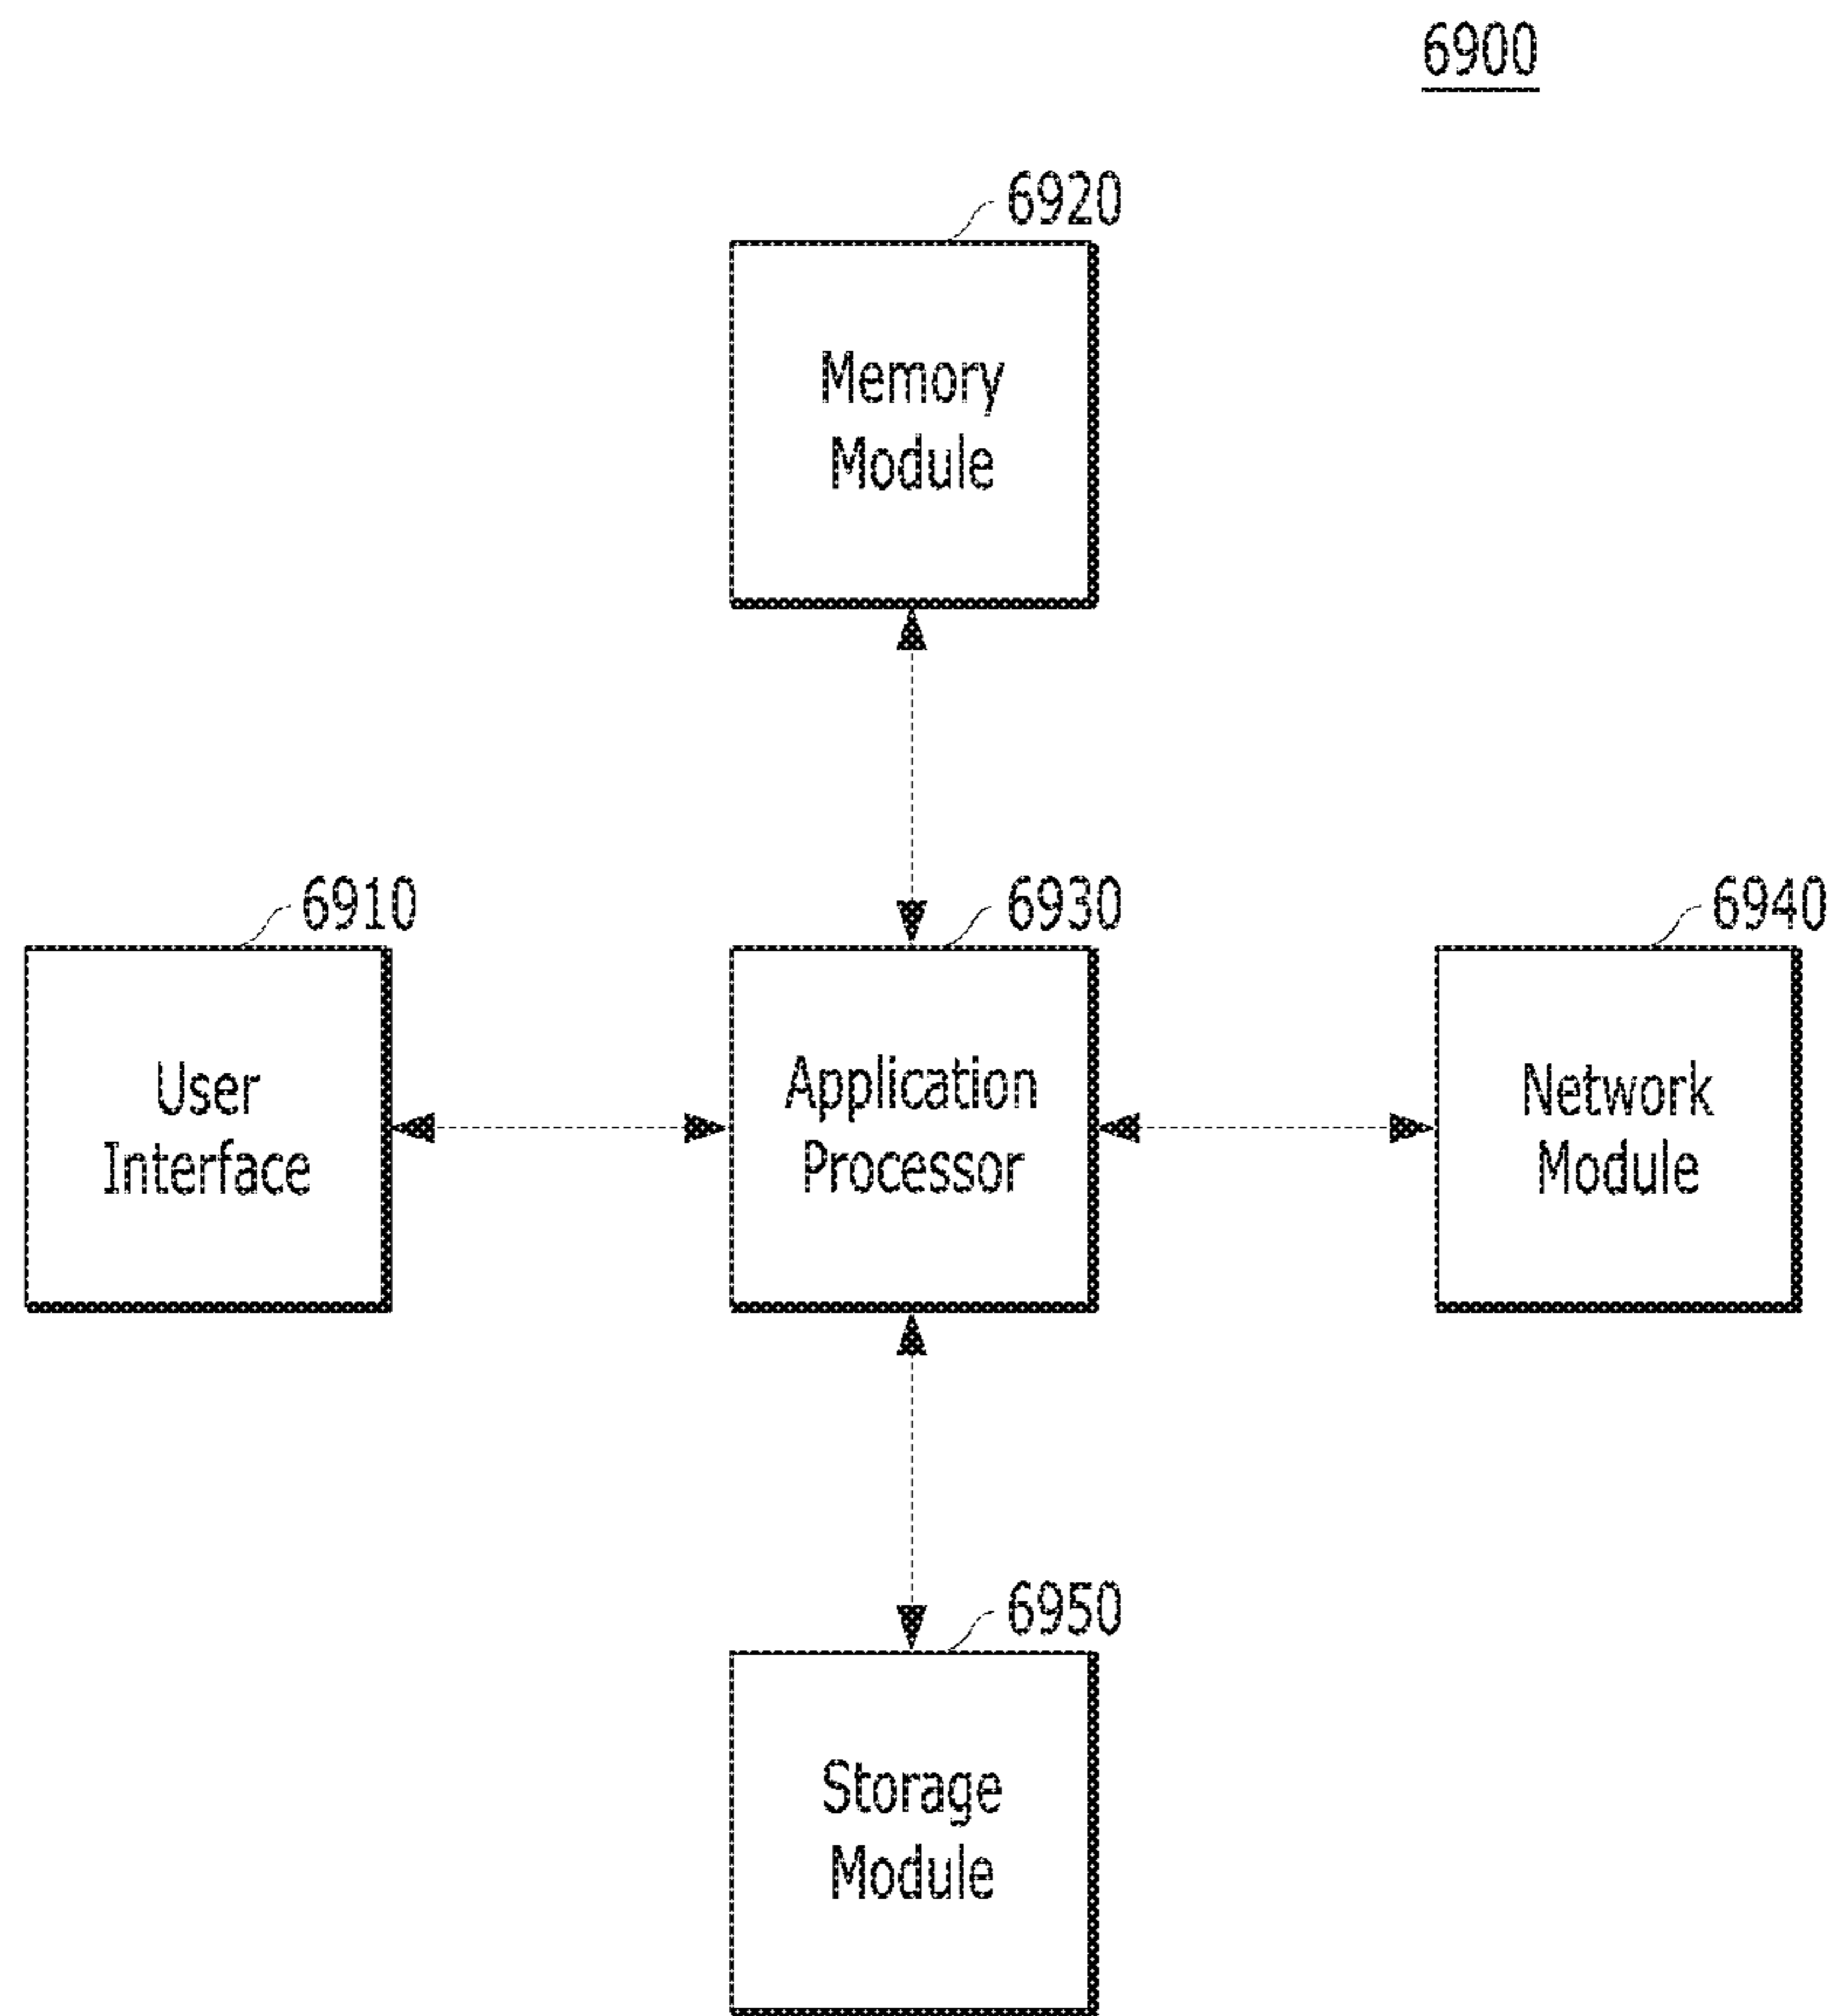 6900
6920
Memory
Module
6910
6930
6940
User
Interface
Application
Processor
Network
Module
6950
Storage
Module